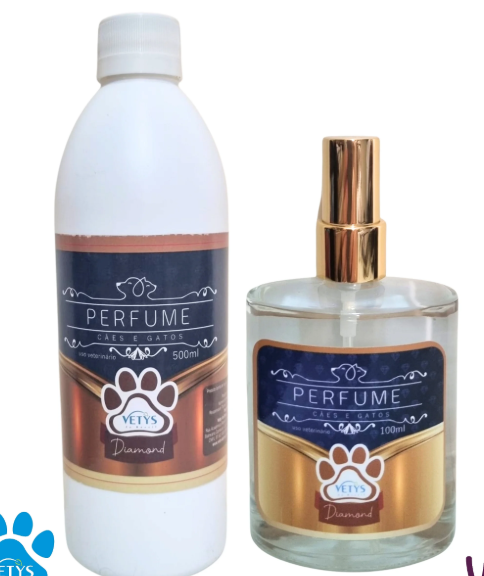 PERFUME
CÃES E GATOS
uso veterinário
500ml
VETYS
Diamond
PERFUME
CÃES E GATOS
uso veterinário
100ml
VETYS
Diamond
VETYS